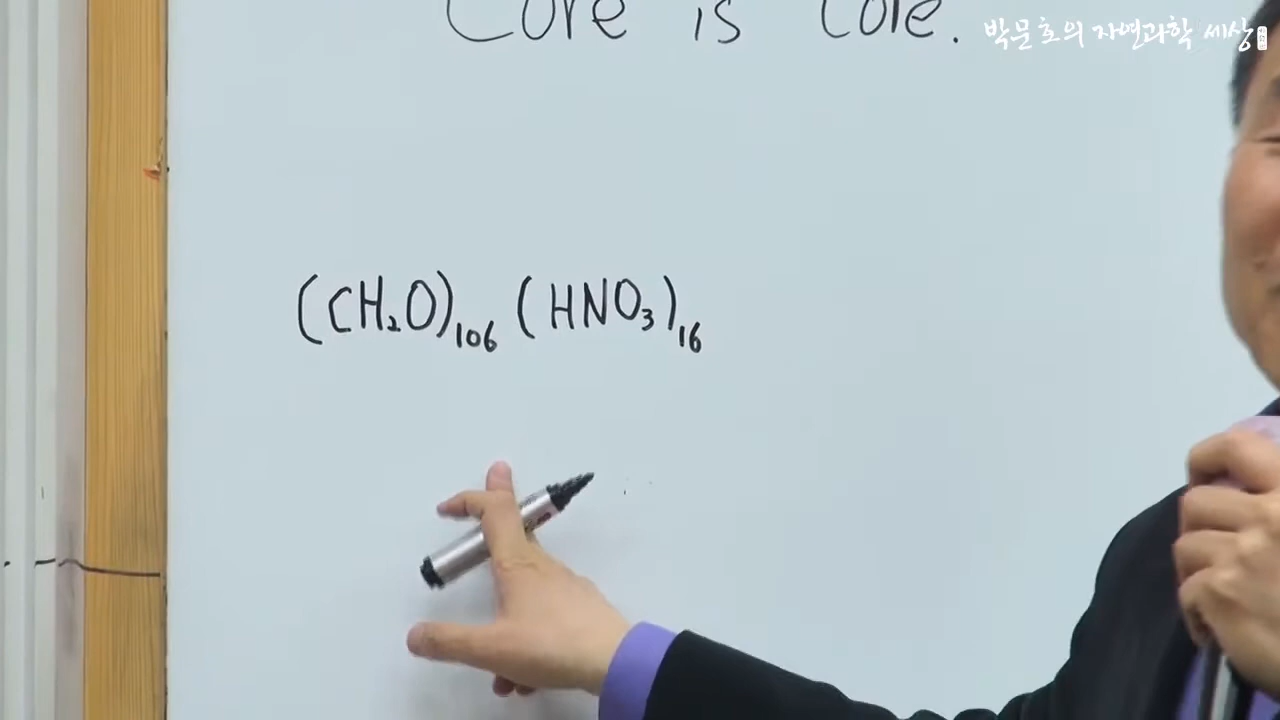 Core is Core.
박문호의 자연과학 세상
(CH₂O)₁₀₆ (HNO₃)₁₆